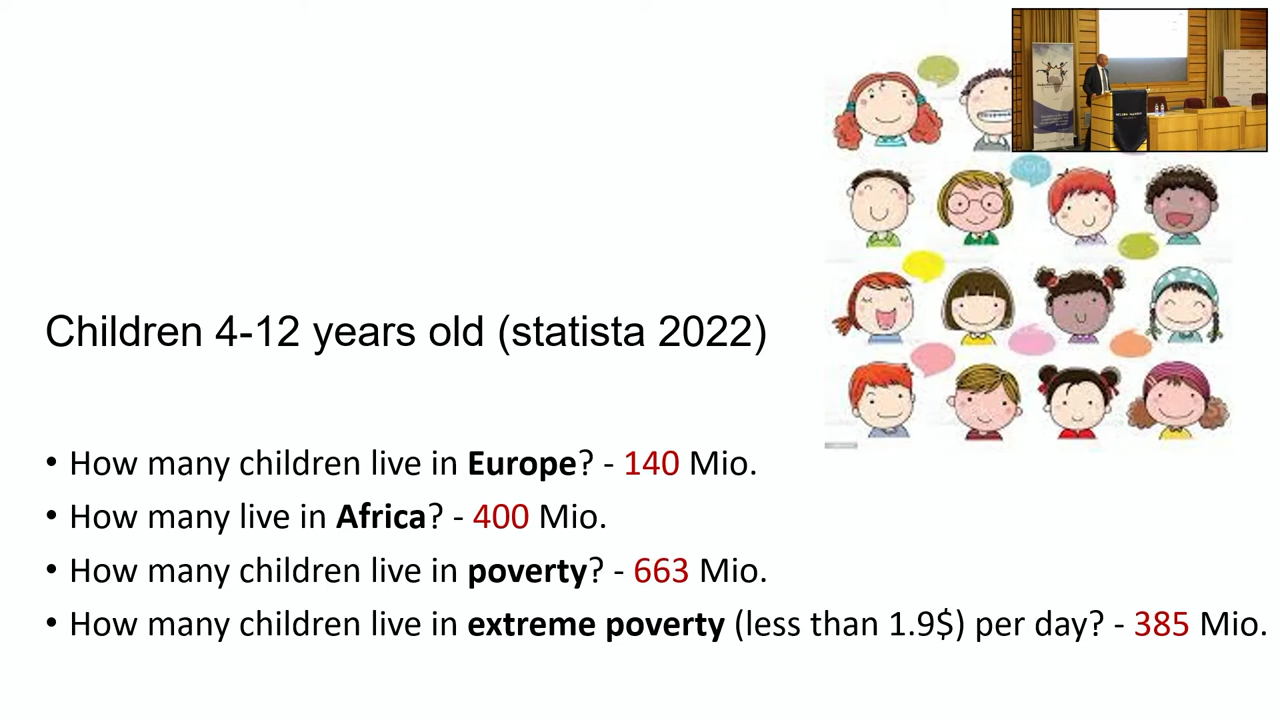 Children 4-12 years old (statista 2022)
• How many children live in Europe? - 140 Mio.
• How many live in Africa? - 400 Mio.
• How many children live in poverty? - 663 Mio.
• How many children live in extreme poverty (less than 1.9$) per day? - 385 Mio.